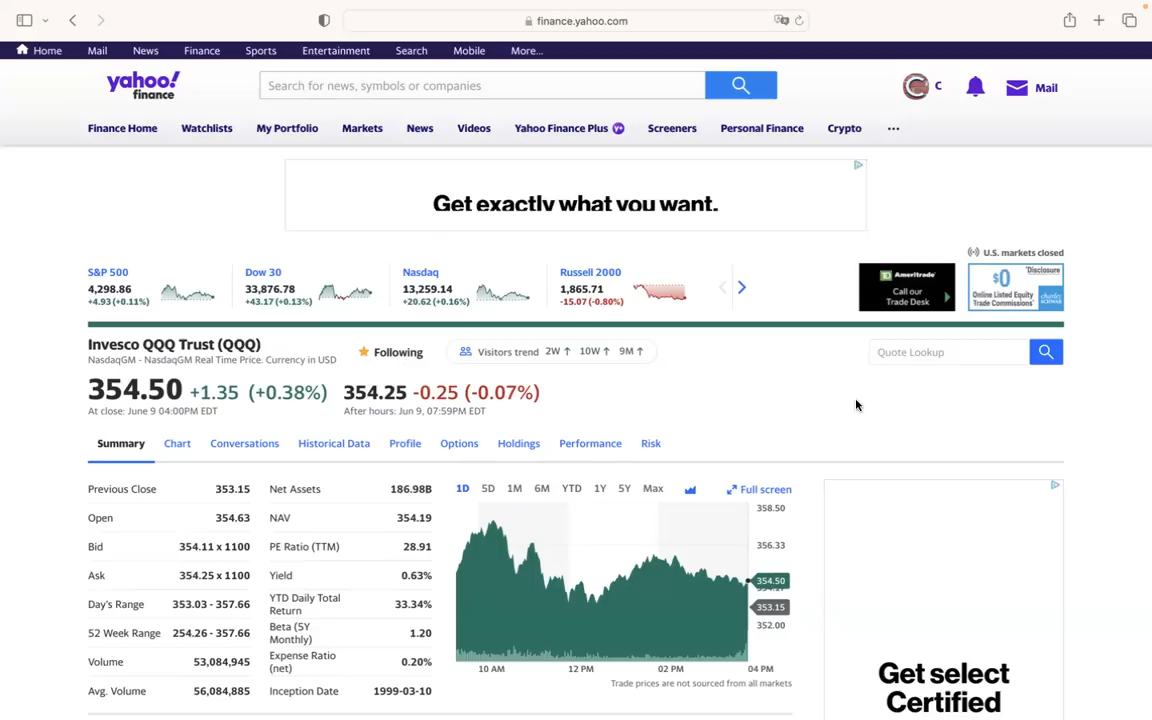 finance.yahoo.com
Home Mail News Finance Sports Entertainment Search Mobile More...
yahoo!
finance
Search for news, symbols or companies
C
Mail
Finance Home Watchlists My Portfolio Markets News Videos Yahoo Finance Plus Y+ Screeners Personal Finance Crypto ...
Get exactly what you want.
U.S. markets closed
S&P 500
4,298.86
+4.93 (+0.11%)
Dow 30
33,876.78
+43.17 (+0.13%)
Nasdaq
13,259.14
+20.62 (+0.16%)
Russell 2000
1,865.71
-15.07 (-0.80%)
TD Ameritrade
Call our
Trade Desk
Disclosure
$0
Online Listed Equity
Trade Commissions
charles
SCHWAB
Invesco QQQ Trust (QQQ)
NasdaqGM - NasdaqGM Real Time Price. Currency in USD
Following
Visitors trend 2W ↑ 10W ↑ 9M ↑
Quote Lookup
354.50 +1.35 (+0.38%)
At close: June 9 04:00PM EDT
354.25 -0.25 (-0.07%)
After hours: Jun 9, 07:59PM EDT
Summary Chart Conversations Historical Data Profile Options Holdings Performance Risk
Previous Close 353.15
Open 354.63
Bid 354.11 x 1100
Ask 354.25 x 1100
Day's Range 353.03 - 357.66
52 Week Range 254.26 - 357.66
Volume 53,084,945
Avg. Volume 56,084,885
Net Assets 186.98B
NAV 354.19
PE Ratio (TTM) 28.91
Yield 0.63%
YTD Daily Total
Return 33.34%
Beta (5Y
Monthly) 1.20
Expense Ratio
(net) 0.20%
Inception Date 1999-03-10
1D 5D 1M 6M YTD 1Y 5Y Max
Full screen
358.50
356.33
354.50
353.15
352.00
10 AM 12 PM 02 PM 04 PM
Trade prices are not sourced from all markets
Get select
Certified